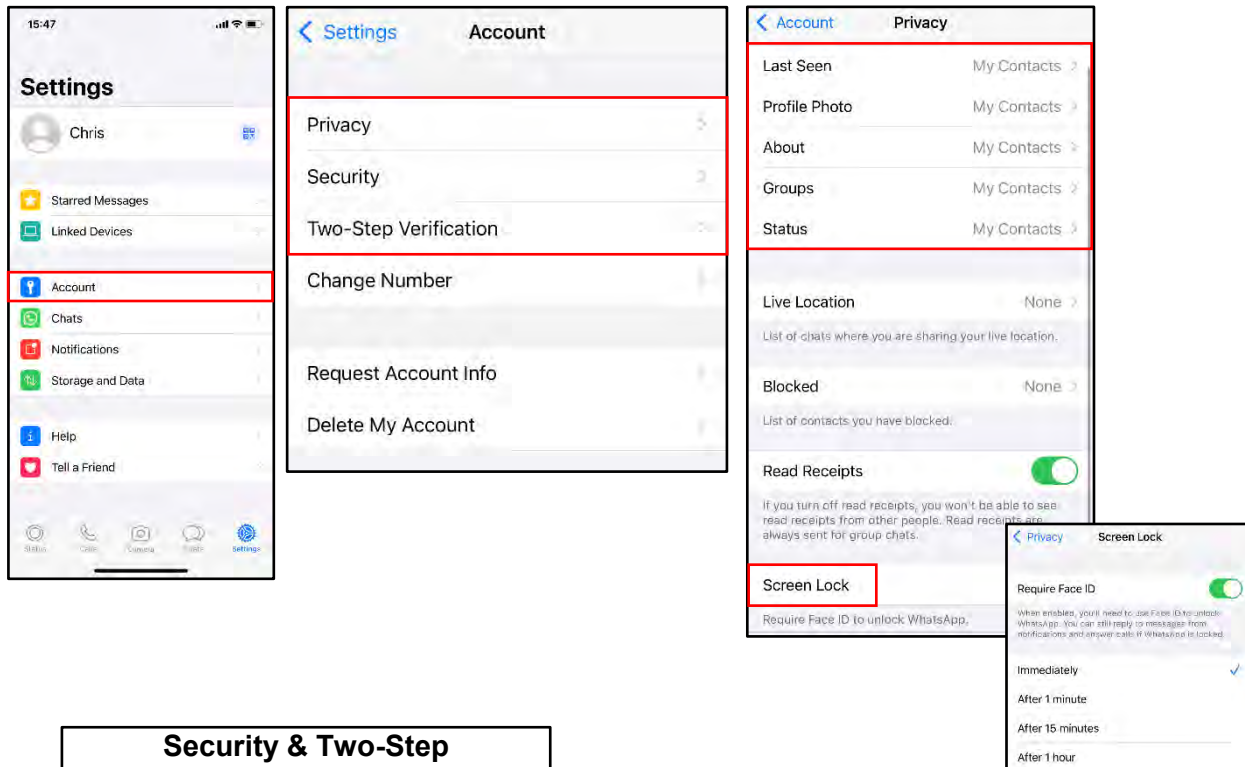 15:47
Settings
Chris
Starred Messages
Linked Devices
Account
Chats
Notifications
Storage and Data
Help
Tell a Friend
Status Calls Camera Chats Settings
Settings Account
Privacy
Security
Two-Step Verification
Change Number
Request Account Info
Delete My Account
Account Privacy
Last Seen My Contacts
Profile Photo My Contacts
About My Contacts
Groups My Contacts
Status My Contacts
Live Location None
List of chats where you are sharing your live location.
Blocked None
List of contacts you have blocked.
Read Receipts
If you turn off read receipts, you won't be able to see
read receipts from other people. Read receipts are
always sent for group chats.
Screen Lock
Require Face ID to unlock WhatsApp.
Privacy Screen Lock
Require Face ID
When enabled, you'll need to use Face ID to unlock
WhatsApp. You can still reply to messages from
notifications and answer calls if WhatsApp is locked.
Immediately
After 1 minute
After 15 minutes
After 1 hour
Security & Two-Step